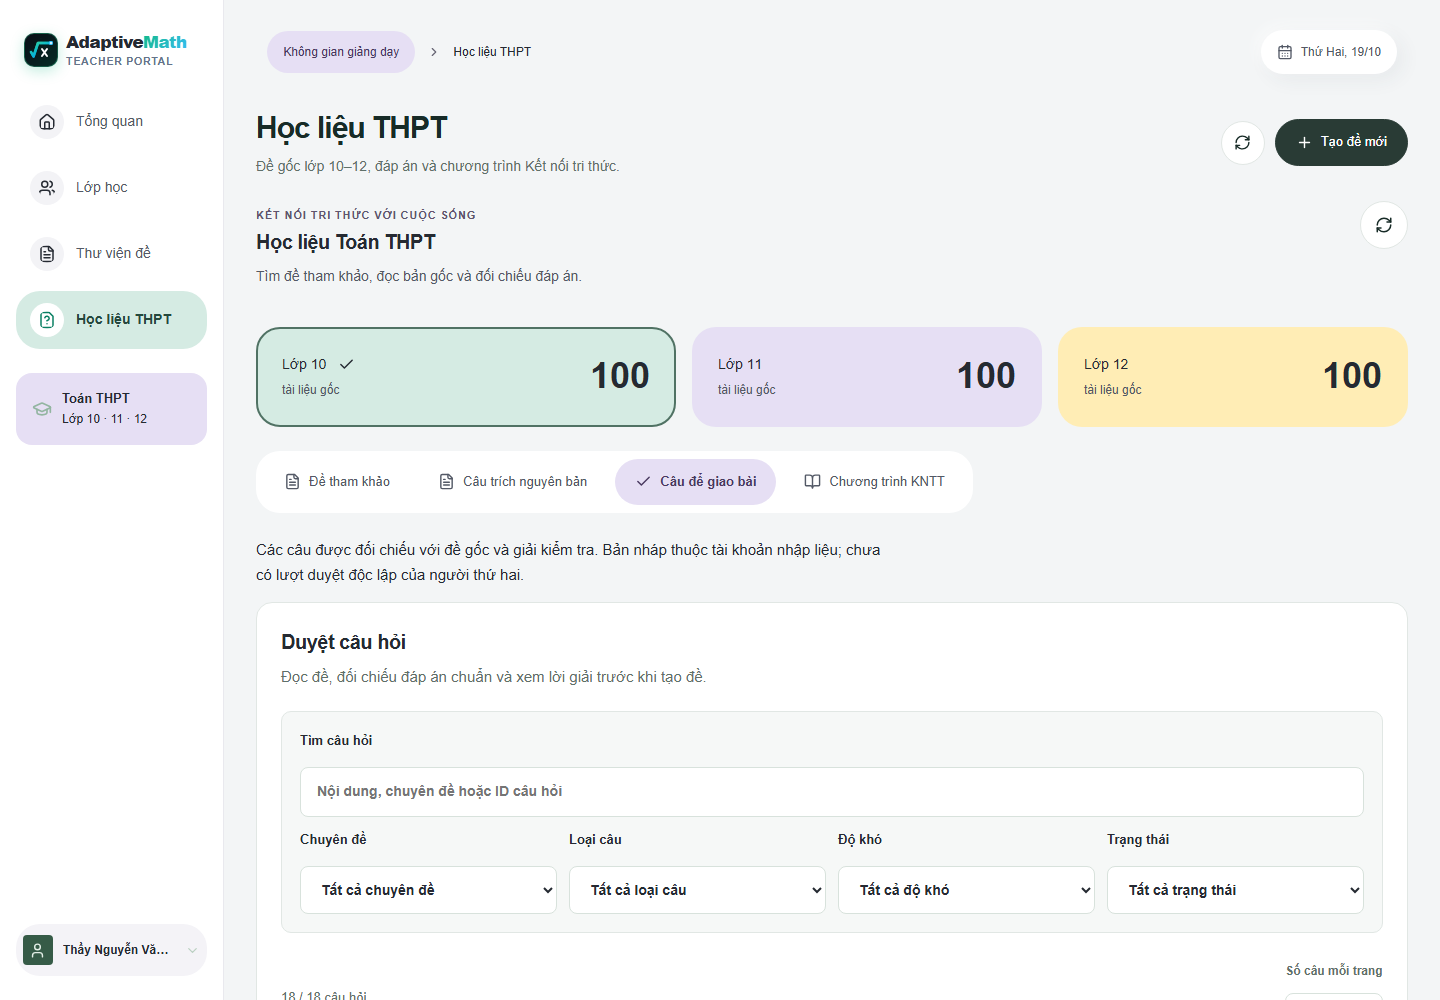 AdaptiveMath
TEACHER PORTAL
Tổng quan
Lớp học
Thư viện đề
Học liệu THPT
Toán THPT
Lớp 10 · 11 · 12
Thầy Nguyễn Vă...
Không gian giảng dạy
Học liệu THPT
Thứ Hai, 19/10
Học liệu THPT
Đề gốc lớp 10–12, đáp án và chương trình Kết nối tri thức.
Tạo đề mới
KẾT NỐI TRI THỨC VỚI CUỘC SỐNG
Học liệu Toán THPT
Tìm đề tham khảo, đọc bản gốc và đối chiếu đáp án.
Lớp 10
tài liệu gốc
100
Lớp 11
tài liệu gốc
100
Lớp 12
tài liệu gốc
100
Đề tham khảo
Câu trích nguyên bản
Câu để giao bài
Chương trình KNTT
Các câu được đối chiếu với đề gốc và giải kiểm tra. Bản nháp thuộc tài khoản nhập liệu; chưa
có lượt duyệt độc lập của người thứ hai.
Duyệt câu hỏi
Đọc đề, đối chiếu đáp án chuẩn và xem lời giải trước khi tạo đề.
Tìm câu hỏi
Nội dung, chuyên đề hoặc ID câu hỏi
Chuyên đề
Loại câu
Độ khó
Trạng thái
Tất cả chuyên đề
Tất cả loại câu
Tất cả độ khó
Tất cả trạng thái
Số câu mỗi trang
18 / 18 câu hỏi